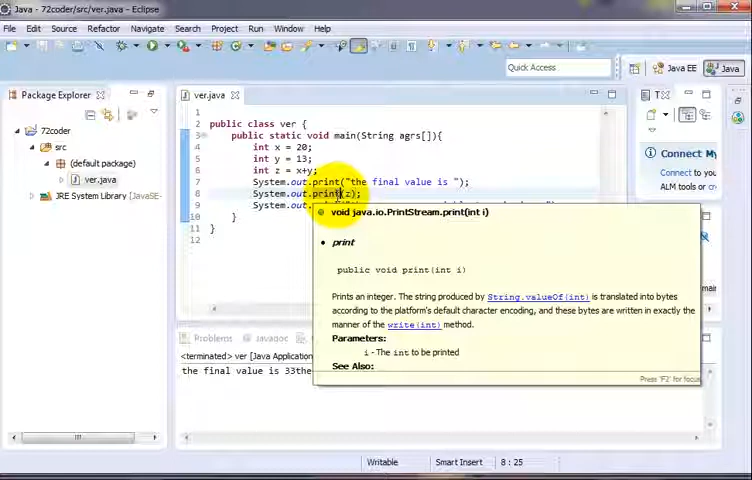 Java - 72coder/src/ver.java - Eclipse
File Edit Source Refactor Navigate Search Project Run Window Help
Quick Access
Java EE
Java
Package Explorer
ver.java
72coder
src
(default package)
ver.java
JRE System Library [JavaSE-
1
2 public class ver {
3 public static void main(String agrs[]){
4 int x = 20;
5 int y = 13;
6 int z = x+y;
7 System.out.print("the final value is ");
8 System.out.print(z);
9 System.out.
10 }
11 }
12
void java.io.PrintStream.print(int i)
print
public void print(int i)
Prints an integer. The string produced by String.valueOf(int) is translated into bytes
according to the platform's default character encoding, and these bytes are written in exactly the
manner of the write(int) method.
Parameters:
i - The int to be printed
See Also:
Press 'F2' for focus
Connect My
Connect to you
ALM tools or cr
main
Problems Javadoc
<terminated> ver [Java Application
the final value is 33the
Writable Smart Insert 8 : 25